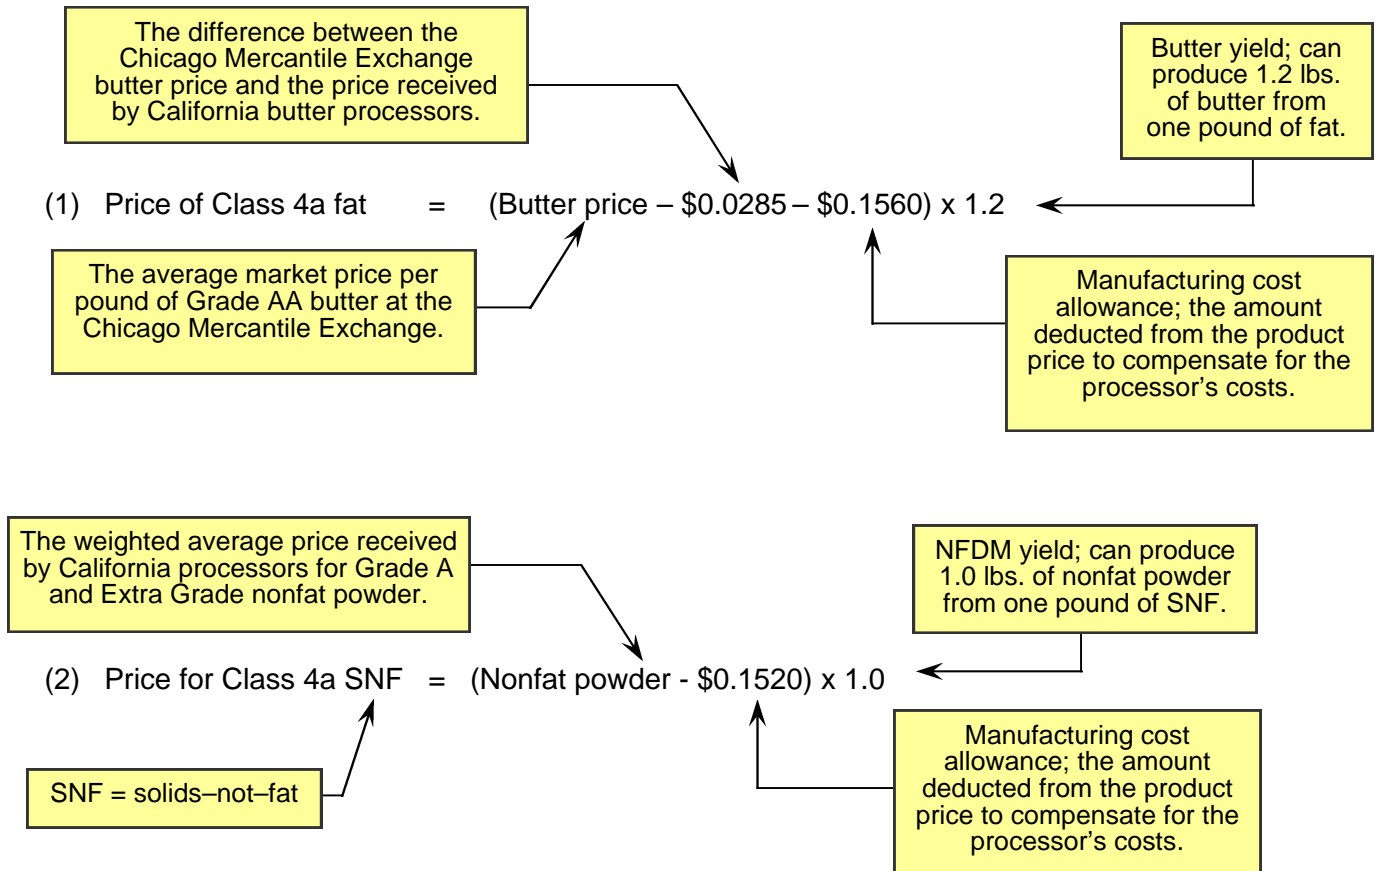 The difference between the
Chicago Mercantile Exchange
butter price and the price received
by California butter processors.
Butter yield; can
produce 1.2 lbs.
of butter from
one pound of fat.
(1) Price of Class 4a fat = (Butter price – $0.0285 – $0.1560) x 1.2
The average market price per
pound of Grade AA butter at the
Chicago Mercantile Exchange.
Manufacturing cost
allowance; the amount
deducted from the product
price to compensate for the
processor's costs.
The weighted average price received
by California processors for Grade A
and Extra Grade nonfat powder.
NFDM yield; can produce
1.0 lbs. of nonfat powder
from one pound of SNF.
(2) Price for Class 4a SNF = (Nonfat powder - $0.1520) x 1.0
SNF = solids–not–fat
Manufacturing cost
allowance; the amount
deducted from the product
price to compensate for the
processor's costs.